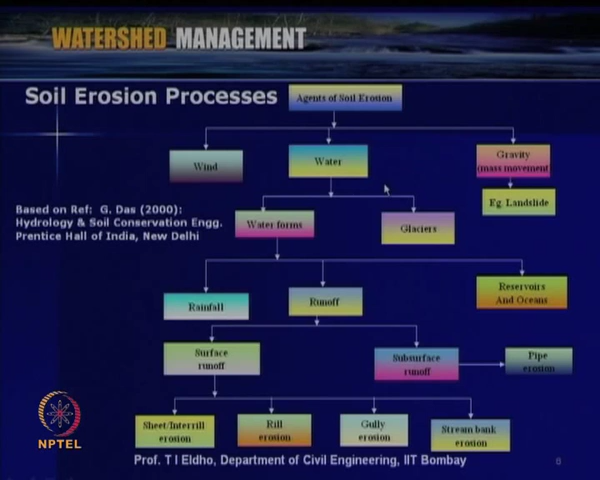 WATERSHED MANAGEMENT
Soil Erosion Processes
Agents of Soil Erosion
Wind
Water
Gravity
(mass movement)
Eg. Landslide
Based on Ref: G. Das (2000):
Hydrology & Soil Conservation Engg.
Prentice Hall of India, New Delhi
Water forms
Glaciers
Rainfall
Runoff
Reservoirs
And Oceans
Surface
runoff
Subsurface
runoff
Pipe
erosion
Sheet/Interrill
erosion
Rill
erosion
Gully
erosion
Stream bank
erosion
NPTEL
Prof. T I Eldho, Department of Civil Engineering, IIT Bombay
6